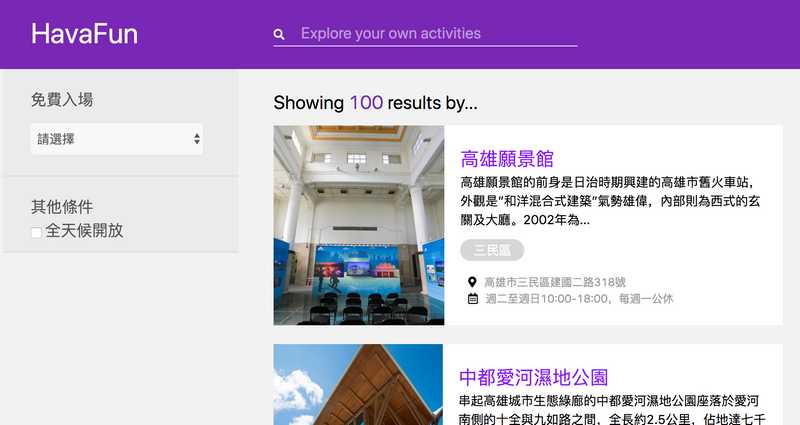 HavaFun
Explore your own activities
免費入場
請選擇
其他條件
全天候開放
Showing 100 results by...
高雄願景館
高雄願景館的前身是日治時期興建的高雄市舊火車站，
外觀是“和洋混合式建築”氣勢雄偉，內部則為西式的玄
關及大廳。2002年為...
三民區
高雄市三民區建國二路318號
週二至週日10:00-18:00，每週一公休
中都愛河濕地公園
串起高雄城市生態綠廊的中都愛河濕地公園座落於愛河
南側的十全與九如路之間，全長約2.5公里，佔地達七千